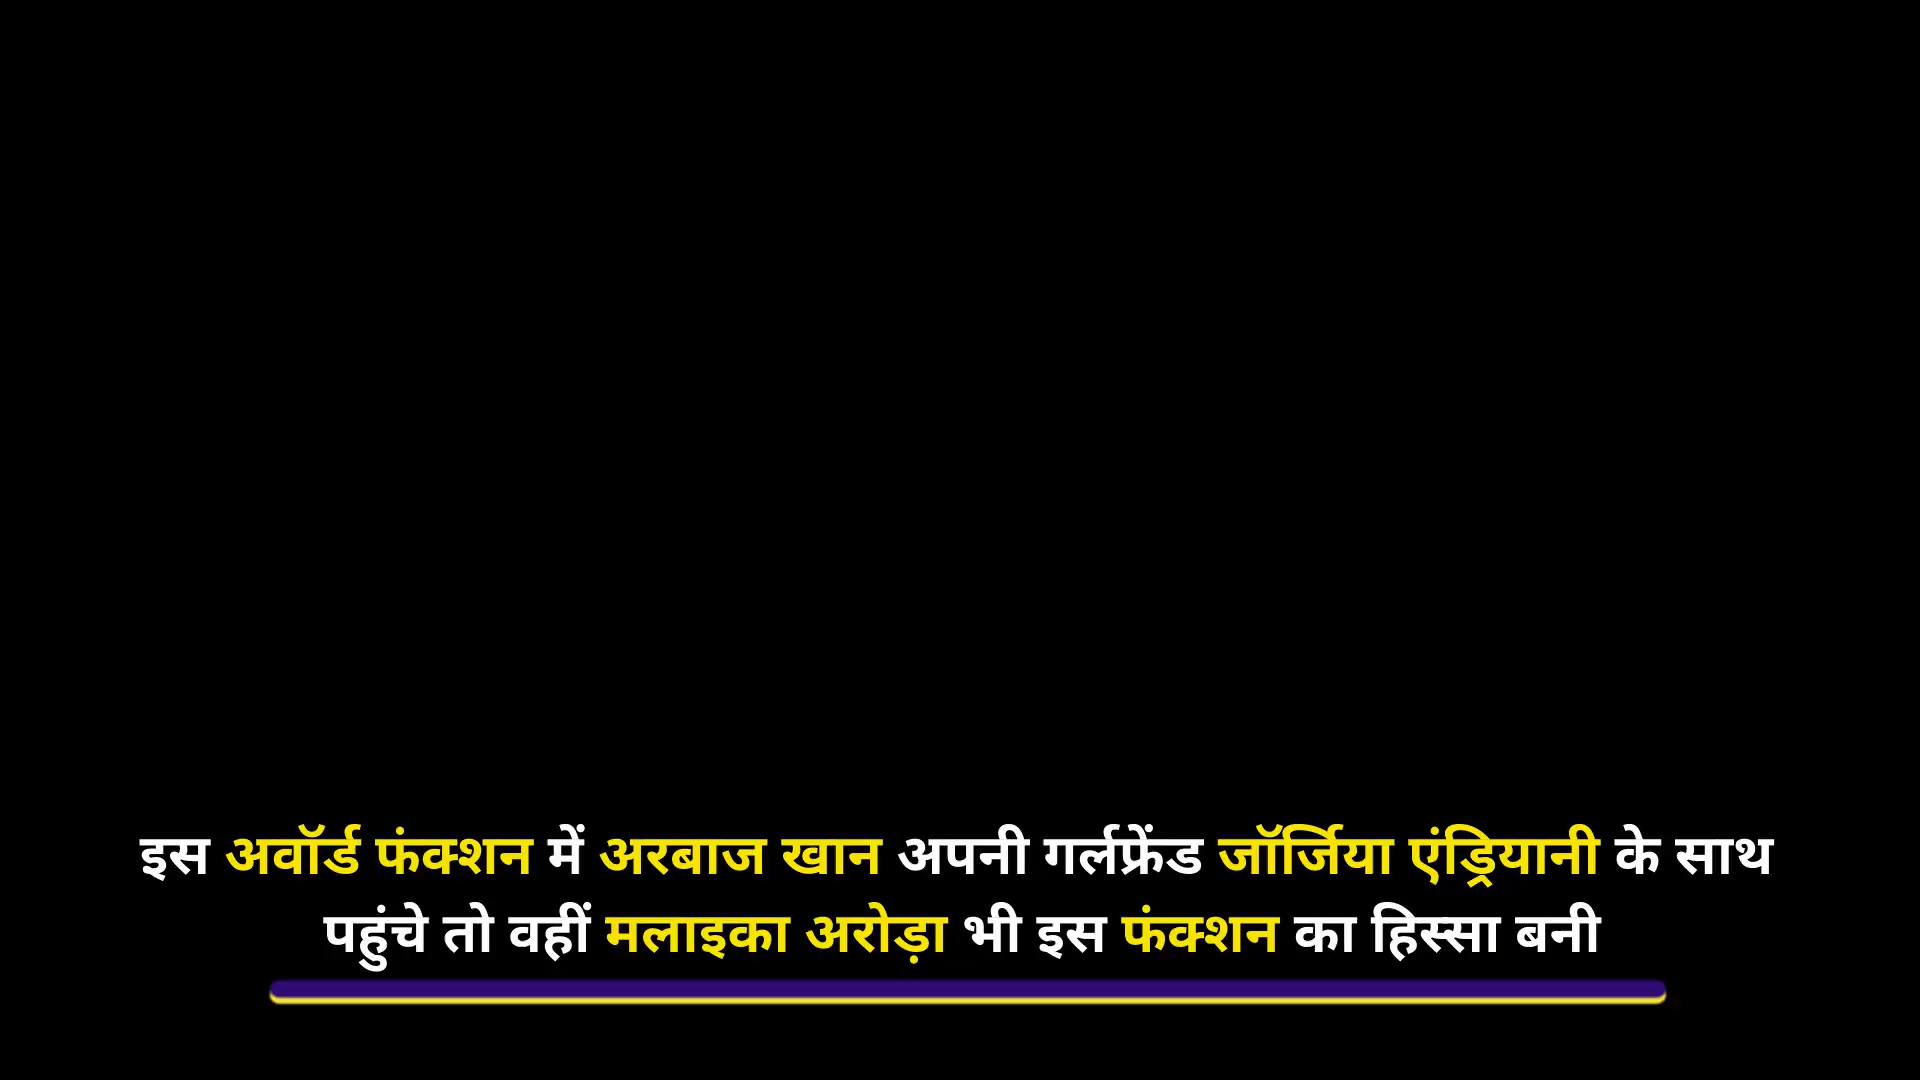 इस अवॉर्ड फंक्शन में अरबाज खान अपनी गर्लफ्रेंड जॉर्जिया एंड्रियानी के साथ
पहुंचे तो वहीं मलाइका अरोड़ा भी इस फंक्शन का हिस्सा बनी